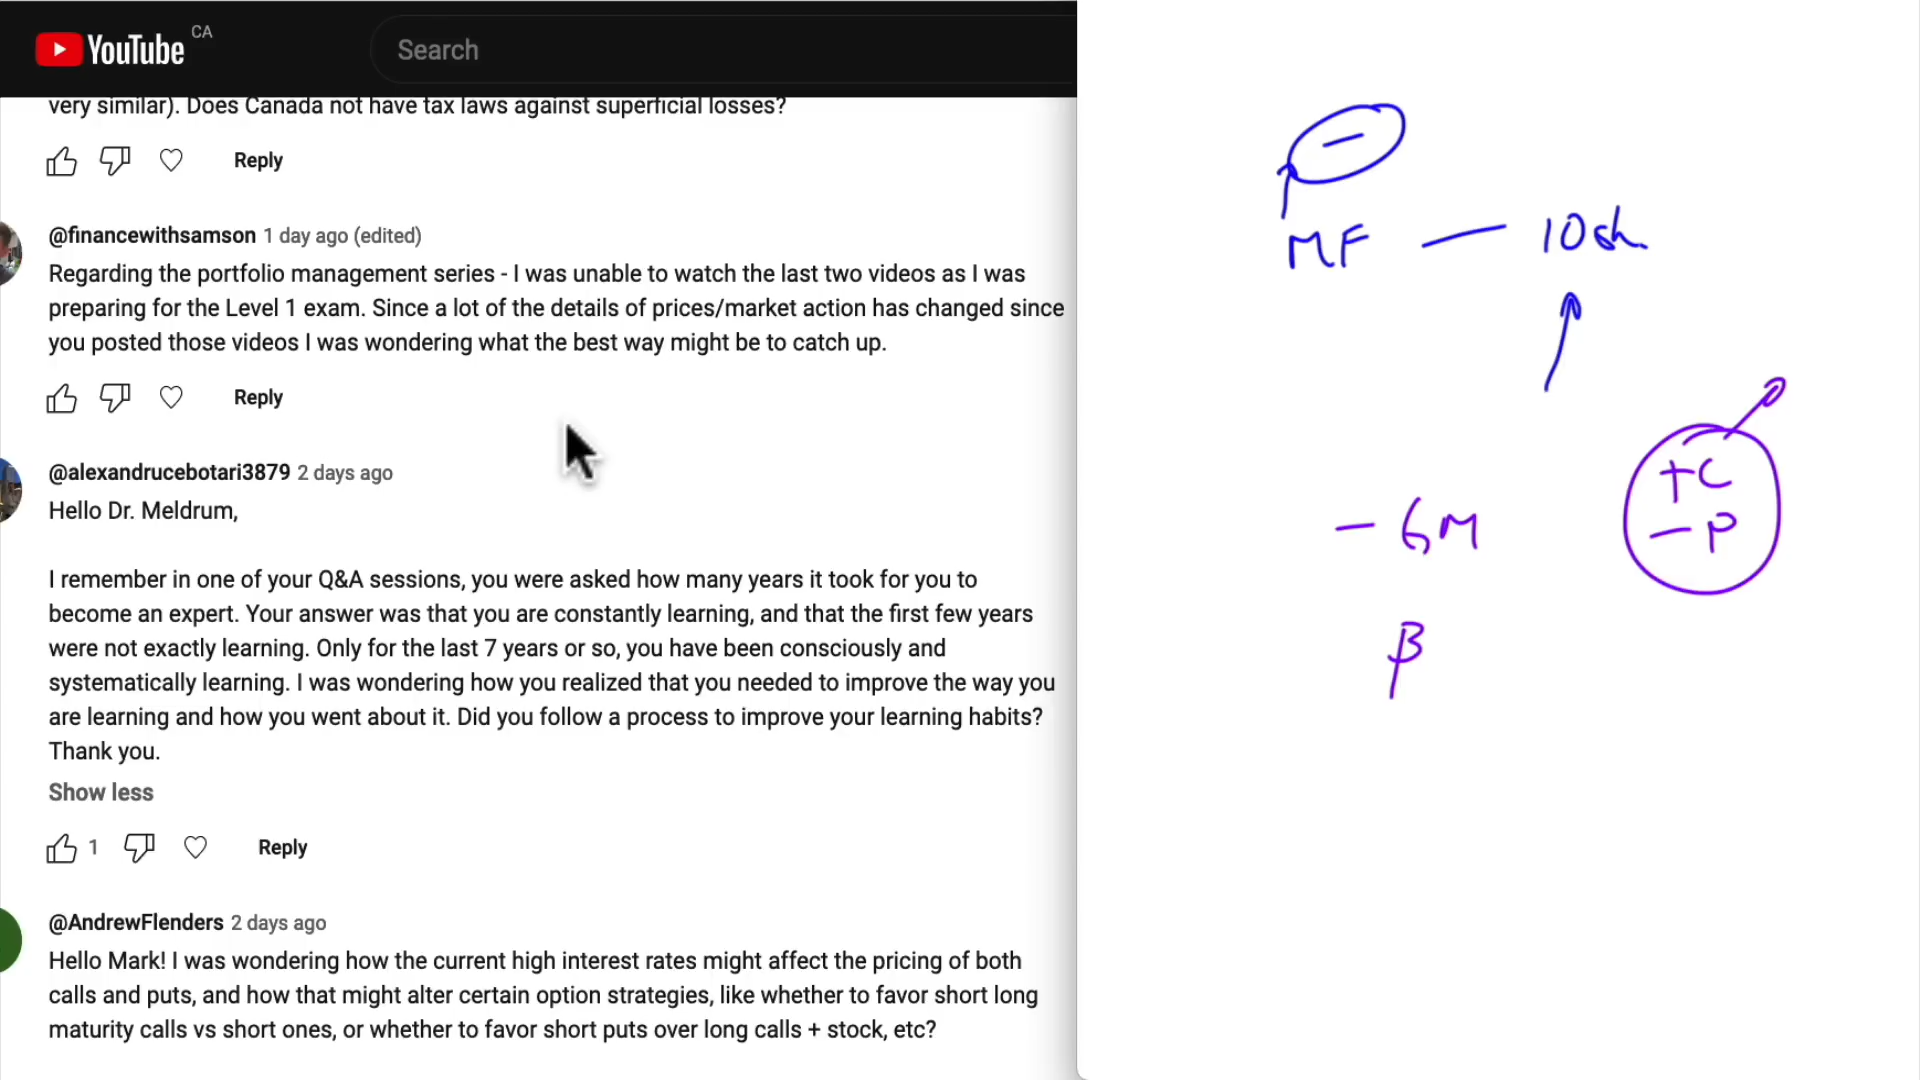 YouTube CA
Search
very similar). Does Canada not have tax laws against superficial losses?
Reply
@financewithsamson 1 day ago (edited)
Regarding the portfolio management series - I was unable to watch the last two videos as I was
preparing for the Level 1 exam. Since a lot of the details of prices/market action has changed since
you posted those videos I was wondering what the best way might be to catch up.
Reply
@alexandrucebotari3879 2 days ago
Hello Dr. Meldrum,
I remember in one of your Q&A sessions, you were asked how many years it took for you to
become an expert. Your answer was that you are constantly learning, and that the first few years
were not exactly learning. Only for the last 7 years or so, you have been consciously and
systematically learning. I was wondering how you realized that you needed to improve the way you
are learning and how you went about it. Did you follow a process to improve your learning habits?
Thank you.
Show less
1
Reply
@AndrewFlenders 2 days ago
Hello Mark! I was wondering how the current high interest rates might affect the pricing of both
calls and puts, and how that might alter certain option strategies, like whether to favor short long
maturity calls vs short ones, or whether to favor short puts over long calls + stock, etc?
—
MF — 10sh.
+C
— P
— 6M
β